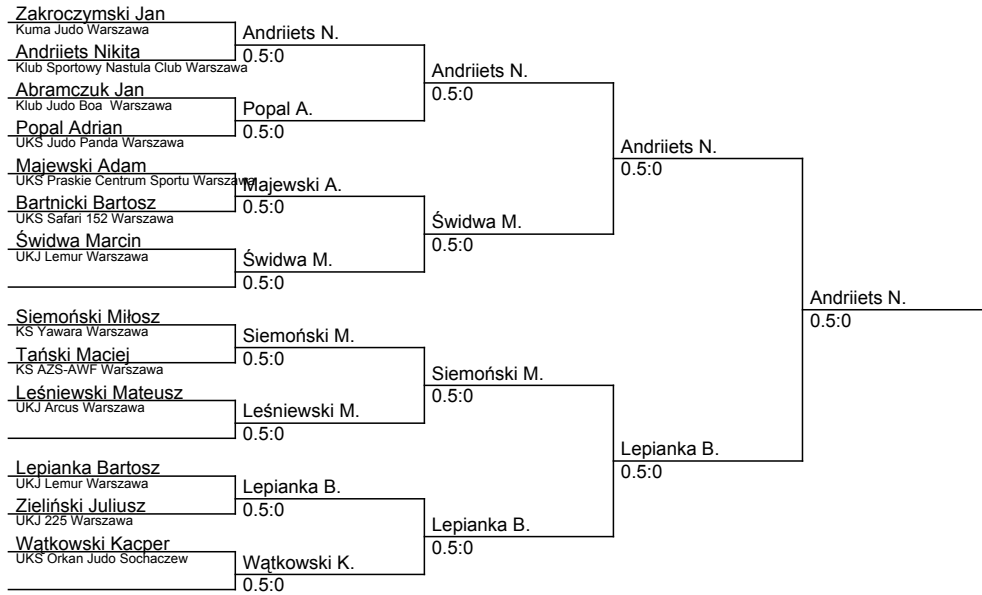 Zakroczymski Jan
Kuma Judo Warszawa
Andriiets N.
0.5:0
Andriiets Nikita
Klub Sportowy Nastula Club Warszawa
Andriiets N.
0.5:0
Abramczuk Jan
Klub Judo Boa  Warszawa
Popal A.
0.5:0
Popal Adrian
UKS Judo Panda Warszawa
Andriiets N.
0.5:0
Majewski Adam
UKS Praskie Centrum Sportu Warszawa
Majewski A.
0.5:0
Bartnicki Bartosz
UKS Safari 152 Warszawa
Świdwa M.
0.5:0
Świdwa Marcin
UKJ Lemur Warszawa
Świdwa M.
0.5:0
Andriiets N.
0.5:0
Siemoński Miłosz
KS Yawara Warszawa
Siemoński M.
0.5:0
Tański Maciej
KS AZS-AWF Warszawa
Siemoński M.
0.5:0
Leśniewski Mateusz
UKJ Arcus Warszawa
Leśniewski M.
0.5:0
Lepianka B.
0.5:0
Lepianka Bartosz
UKJ Lemur Warszawa
Lepianka B.
0.5:0
Zieliński Juliusz
UKJ 225 Warszawa
Lepianka B.
0.5:0
Wątkowski Kacper
UKS Orkan Judo Sochaczew
Wątkowski K.
0.5:0